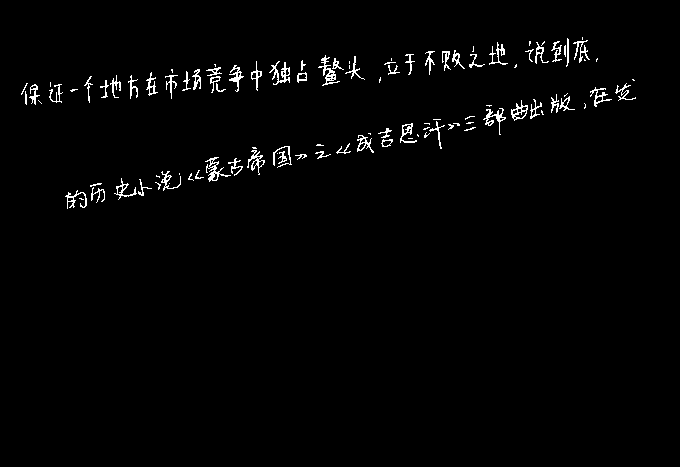 保证一个地方在市场竞争中独占鳌头，立于不败之地，说到底，
的历史小说《蒙古帝国》之《成吉思汗》三部曲出版，在发